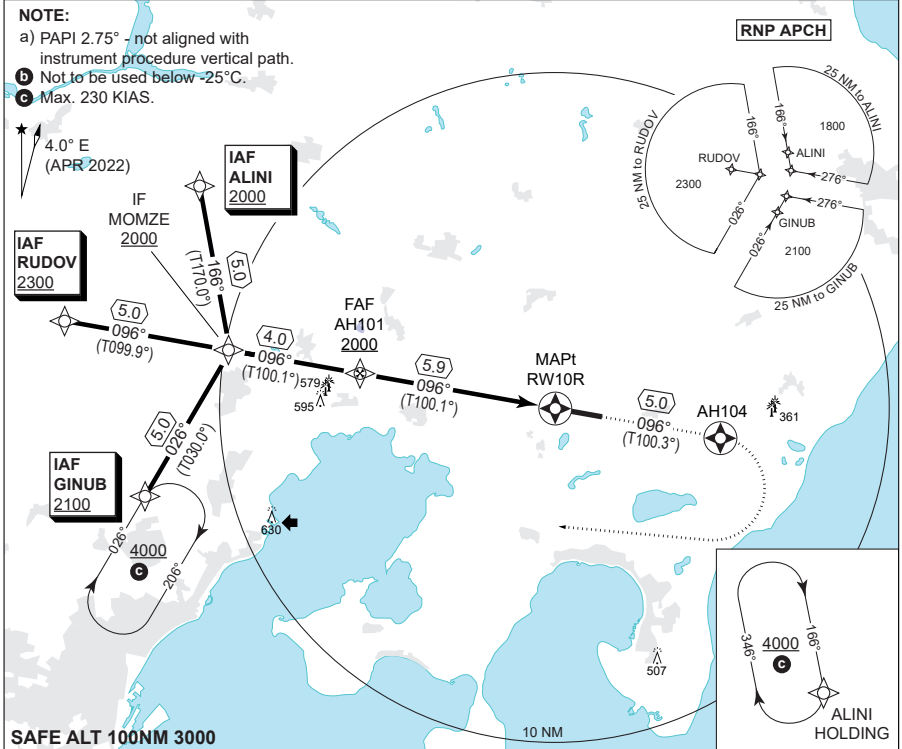 NOTE:
a) PAPI 2.75° - not aligned with
instrument procedure vertical path.
b Not to be used below -25°C.
c Max. 230 KIAS.
4.0° E
(APR 2022)
RNP APCH
25 NM to RUDOV
RUDOV
2300
166°
026°
25 NM to ALINI
1800
166°
ALINI
276°
276°
GINUB
2100
026°
25 NM to GINUB
IAF
ALINI
2000
IF
MOMZE
2000
IAF
RUDOV
2300
5.0
166°
(T170.0°)
5.0
096°
(T099.9°)
4.0
096°
(T100.1°)
FAF
AH101
2000
5.9
096°
(T100.1°)
MAPt
RW10R
5.0
096°
(T100.3°)
AH104
361
579
595
5.0
026°
(T030.0°)
IAF
GINUB
2100
026°
4000
c
206°
630
507
346°
4000
c
166°
ALINI
HOLDING
10 NM
SAFE ALT 100NM 3000